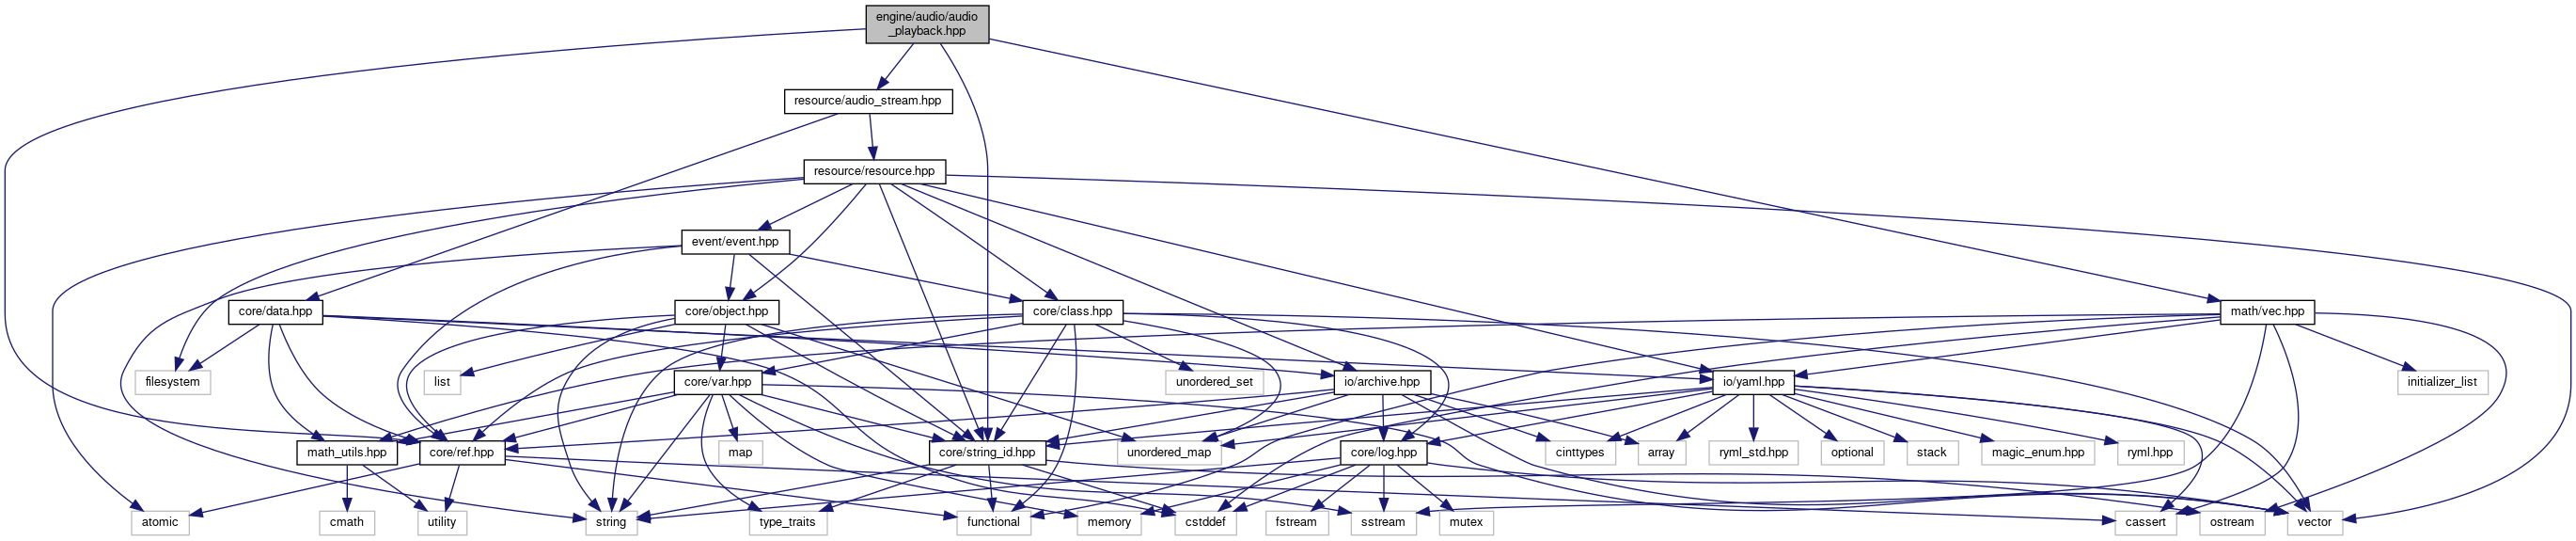 engine/audio/audio
_playback.hpp
resource/audio_stream.hpp
resource/resource.hpp
event/event.hpp
core/data.hpp
core/object.hpp
core/class.hpp
math/vec.hpp
filesystem
list
core/var.hpp
unordered_set
io/archive.hpp
io/yaml.hpp
initializer_list
math_utils.hpp
core/ref.hpp
map
core/string_id.hpp
unordered_map
core/log.hpp
cinttypes
array
ryml_std.hpp
optional
stack
magic_enum.hpp
ryml.hpp
atomic
cmath
utility
string
type_traits
functional
memory
cstddef
fstream
sstream
mutex
cassert
ostream
vector